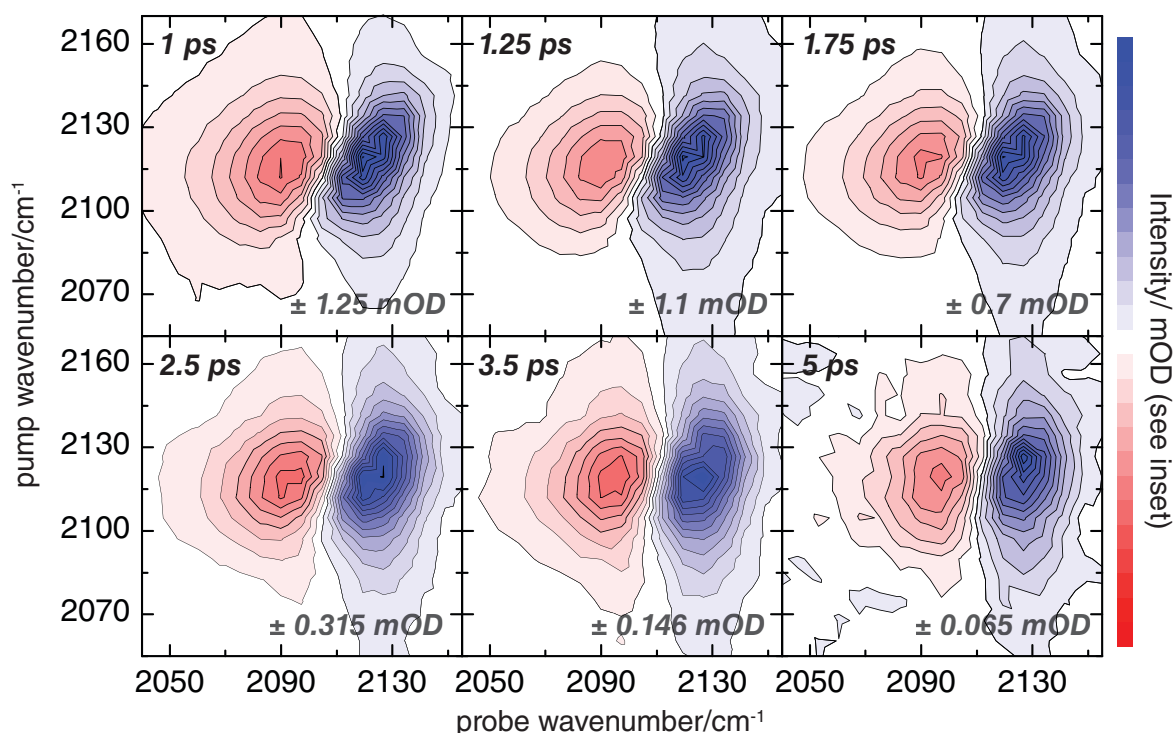 1 ps
1.25 ps
1.75 ps
2160
2130
2100
2070
± 1.25 mOD
± 1.1 mOD
± 0.7 mOD
2.5 ps
3.5 ps
5 ps
2160
2130
2100
2070
± 0.315 mOD
± 0.146 mOD
± 0.065 mOD
2050 2090 2130 2050 2090 2130 2050 2090 2130
probe wavenumber/cm⁻¹
pump wavenumber/cm⁻¹
Intensity/ mOD (see inset)